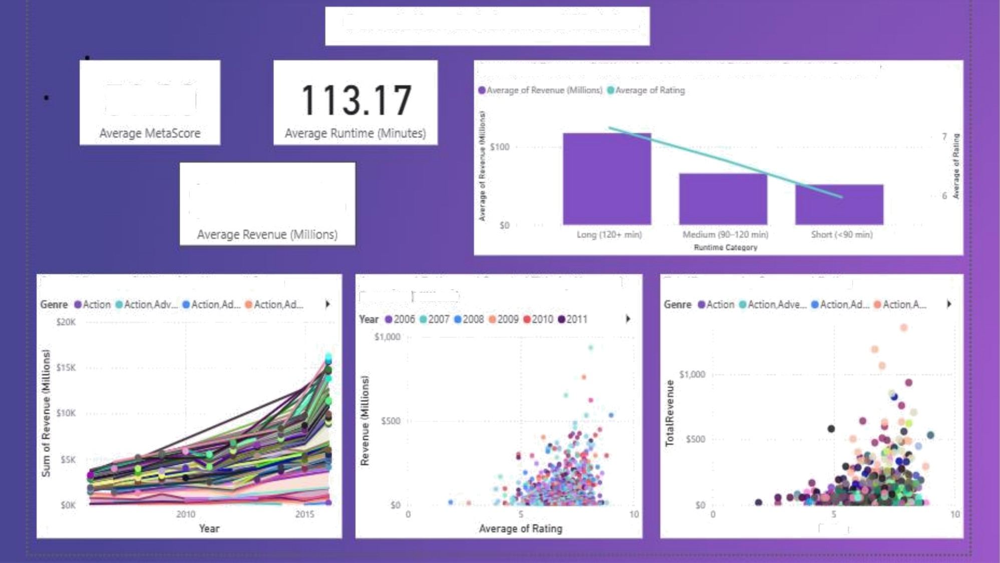 Average MetaScore
113.17
Average Runtime (Minutes)
Average Revenue (Millions)
Average of Revenue (Millions) Average of Rating
Average of Revenue (Millions)
$100
$0
7
6
Average of Rating
Long (120+ min) Medium (90–120 min) Short (<90 min)
Runtime Category
Genre Action Action,Adv... Action,Ad... Action,Ad...
Sum of Revenue (Millions)
$20K
$15K
$10K
$5K
$0K
2010 2015
Year
Year 2006 2007 2008 2009 2010 2011
Revenue (Millions)
$1,000
$500
$0
0 5 10
Average of Rating
Genre Action Action,Adve... Action,Ad... Action,A...
TotalRevenue
$1,000
$500
$0
0 5 10